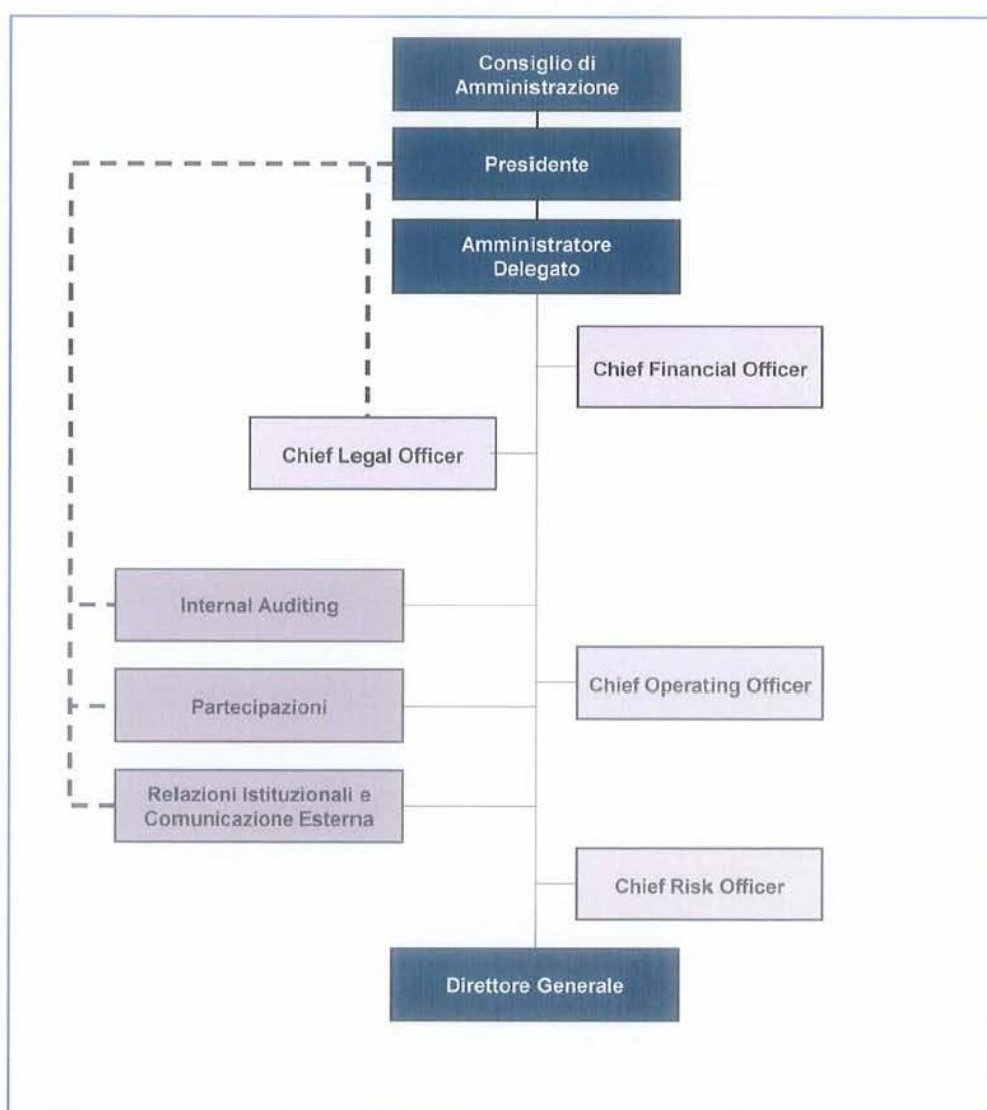 Consiglio di
Amministrazione
Presidente
Amministratore
Delegato
Chief Financial Officer
Chief Legal Officer
Internal Auditing
Chief Operating Officer
Partecipazioni
Relazioni Istituzionali e
Comunicazione Esterna
Chief Risk Officer
Direttore Generale